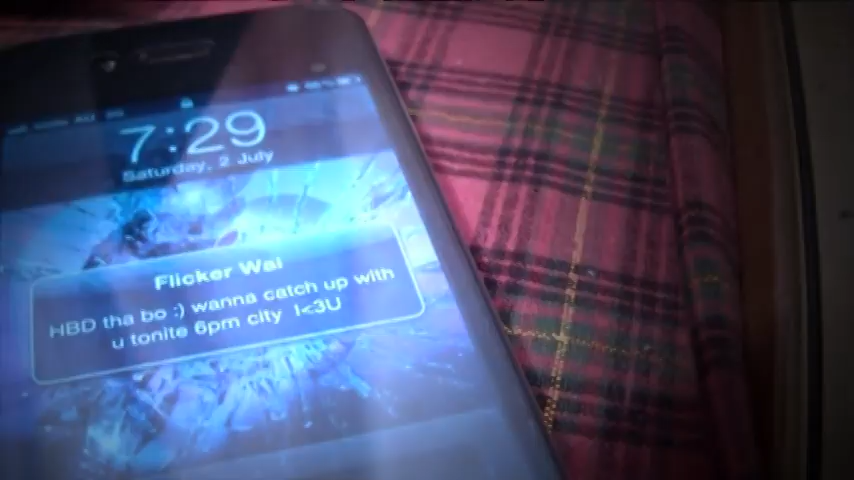 7:29
Saturday, 2 July
Flicker Wai
HBD tha bo :) wanna catch up with
u tonite 6pm city I<3U